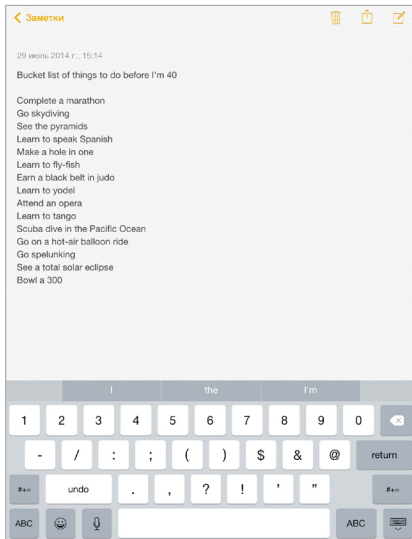 Заметки
29 июль 2014 г., 15:14
Bucket list of things to do before I'm 40
Complete a marathon
Go skydiving
See the pyramids
Learn to speak Spanish
Make a hole in one
Learn to fly-fish
Earn a black belt in judo
Learn to yodel
Attend an opera
Learn to tango
Scuba dive in the Pacific Ocean
Go on a hot-air balloon ride
Go spelunking
See a total solar eclipse
Bowl a 300
I the I'm
1 2 3 4 5 6 7 8 9 0
- / : ; ( ) $ & @ return
#+= undo . , ? ! ' " #+=
ABC ABC